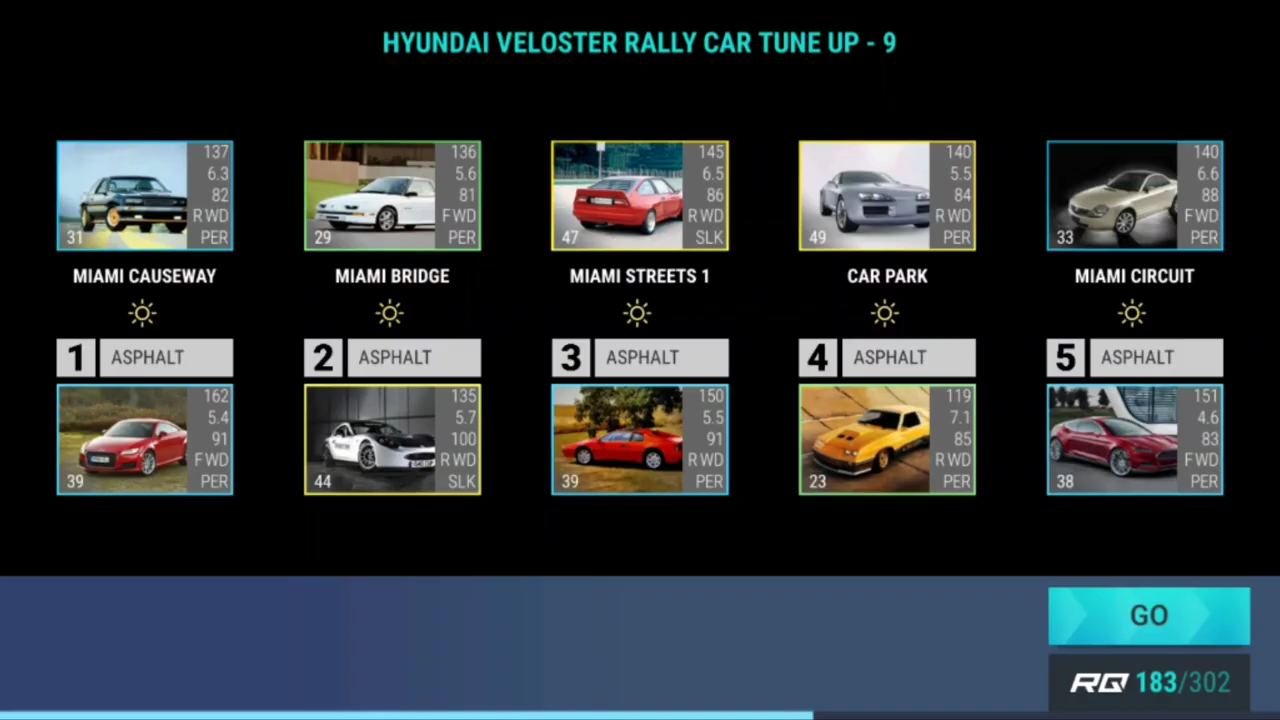 HYUNDAI VELOSTER RALLY CAR TUNE UP - 9
137
6.3
82
RWD
31 PER
136
5.6
81
FWD
29 PER
145
6.5
86
RWD
47 SLK
140
5.5
84
RWD
49 PER
140
6.6
88
FWD
33 PER
MIAMI CAUSEWAY
MIAMI BRIDGE
MIAMI STREETS 1
CAR PARK
MIAMI CIRCUIT
1 ASPHALT
2 ASPHALT
3 ASPHALT
4 ASPHALT
5 ASPHALT
162
5.4
91
FWD
39 PER
135
5.7
100
RWD
44 SLK
150
5.5
91
RWD
39 PER
119
7.1
85
RWD
23 PER
151
4.6
83
FWD
38 PER
GO
RQ 183/302